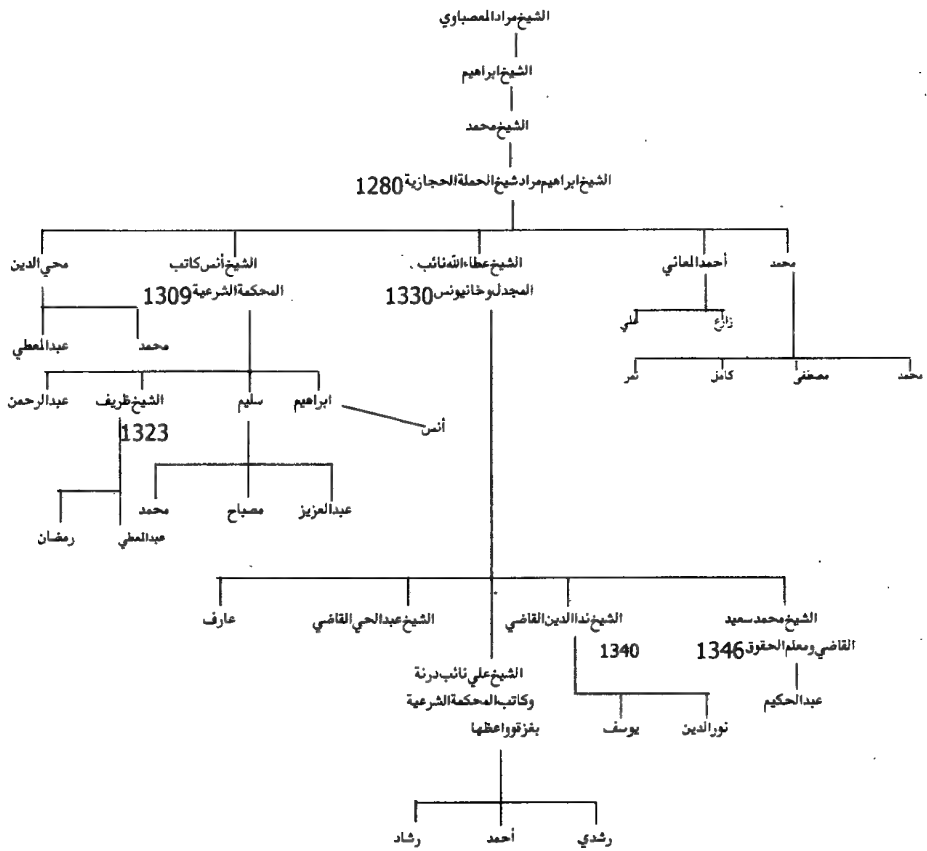 الشيخ مراد المعصباوي
الشيخ ابراهيم
الشيخ محمد
الشيخ ابراهيم مراد شيخ الحملة الحجازية 1280
محمد
أحمد العاني
الشيخ عطاء الله نائب
المجدل وخانيونس 1330
الشيخ أنس كاتب
المحكمة الشرعية 1309
محي الدين
زارع
علي
محمد
عبدالمعطي
محمد
مصطفى
كامل
نمر
ابراهيم
سليم
الشيخ ظريف
1323
عبدالرحمن
أنس
عبدالعزيز
مصباح
محمد
عبدالمعطي
رمضان
الشيخ محمد سعيد
القاضي ومعلم الحقوق 1346
الشيخ نداالدين القاضي
1340
الشيخ عبدالحي القاضي
عارف
الشيخ علي نائب درنة
وكاتب المحكمة الشرعية
بغزة وواعظها
عبدالحكيم
نورالدين
يوسف
رشدي
أحمد
رشاد